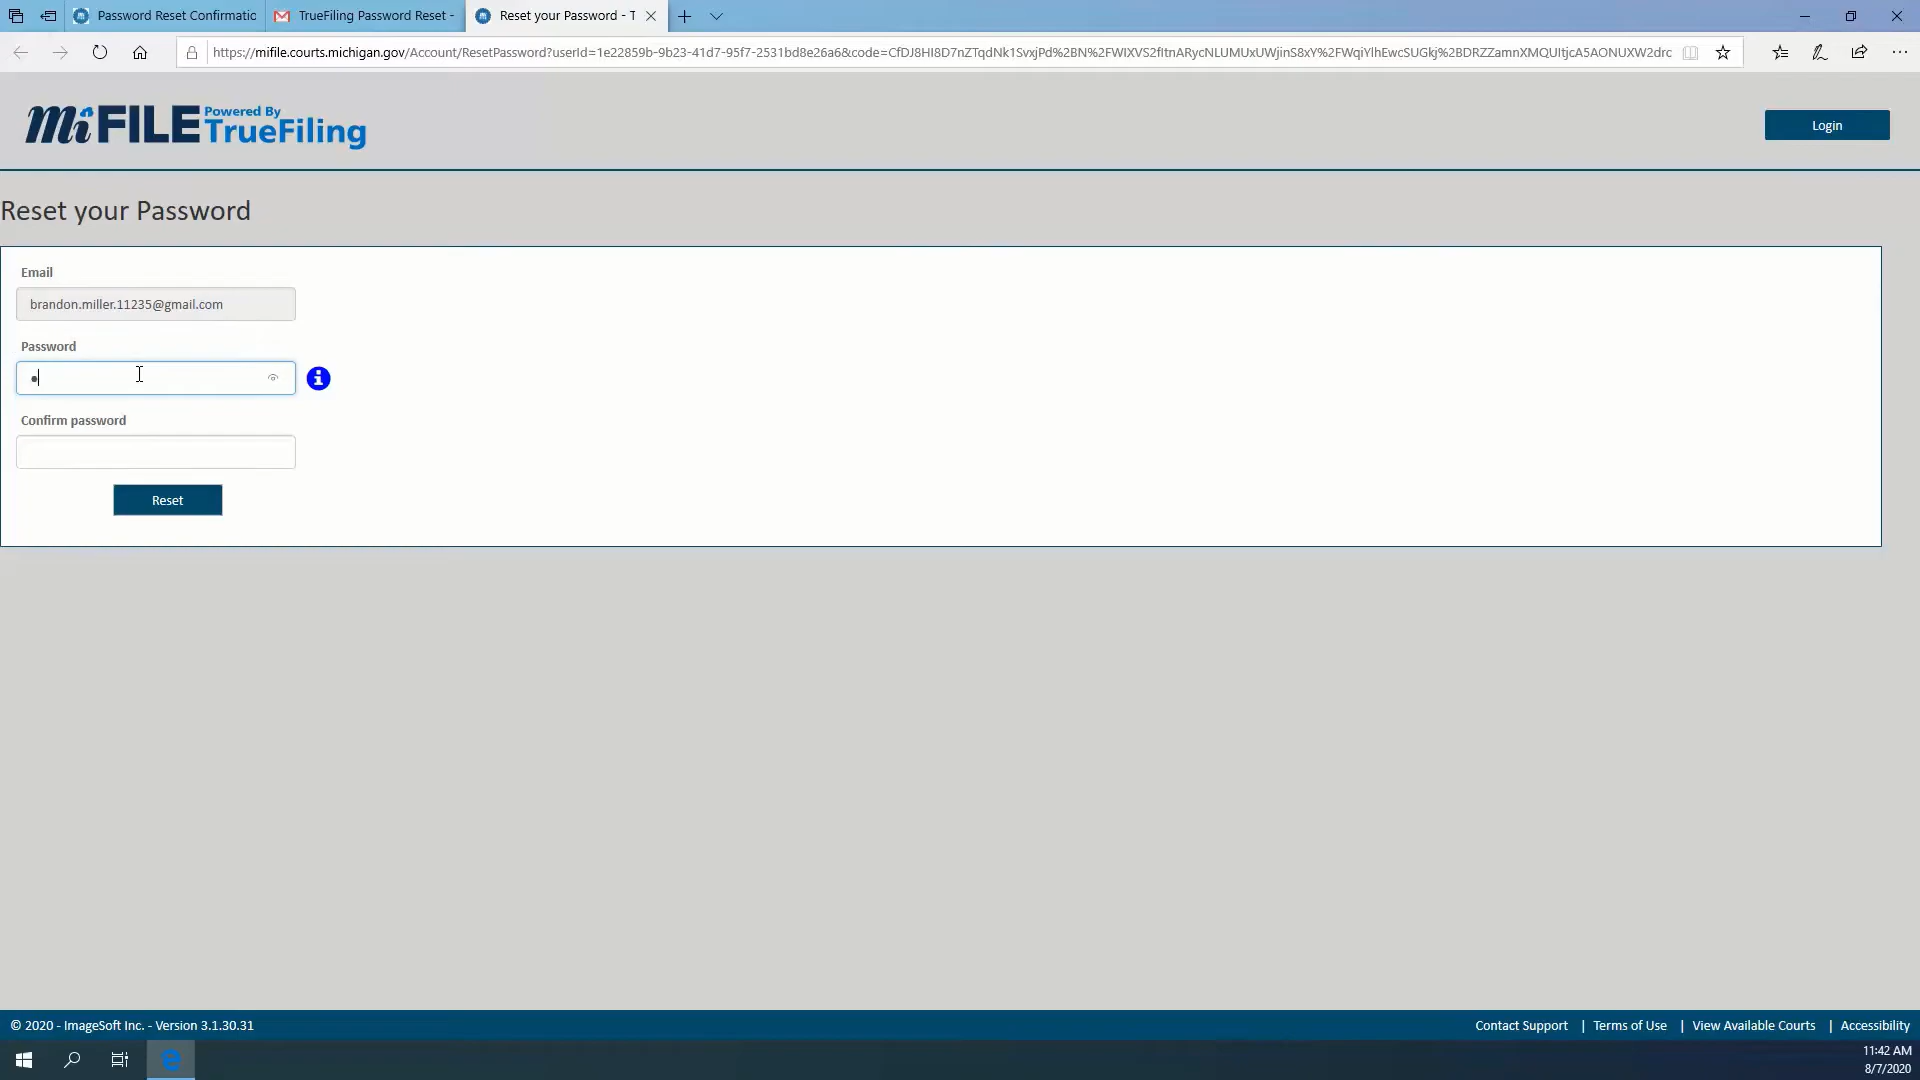 Password Reset Confirmatic
TrueFiling Password Reset -
Reset your Password - T
https://mifile.courts.michigan.gov/Account/ResetPassword?userId=1e22859b-9b23-41d7-95f7-2531bd8e26a6&code=CfDJ8HI8D7nZTqdNk1SvxjPd%2BN%2FWIXVS2fltnARycNLUMUxUWjinS8xY%2FWqiYlhEwcSUGkj%2BDRZZamnXMQUItjcA5AONUXW2drc
MiFILE Powered By TrueFiling
Login
Reset your Password
Email
brandon.miller.11235@gmail.com
Password
Confirm password
Reset
© 2020 - ImageSoft Inc. - Version 3.1.30.31
Contact Support | Terms of Use | View Available Courts | Accessibility
11:42 AM
8/7/2020